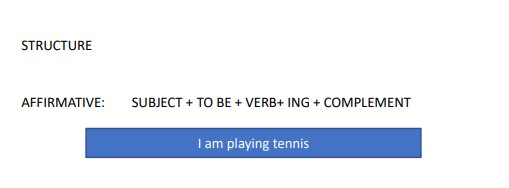 STRUCTURE
AFFIRMATIVE: SUBJECT + TO BE + VERB+ ING + COMPLEMENT
I am playing tennis